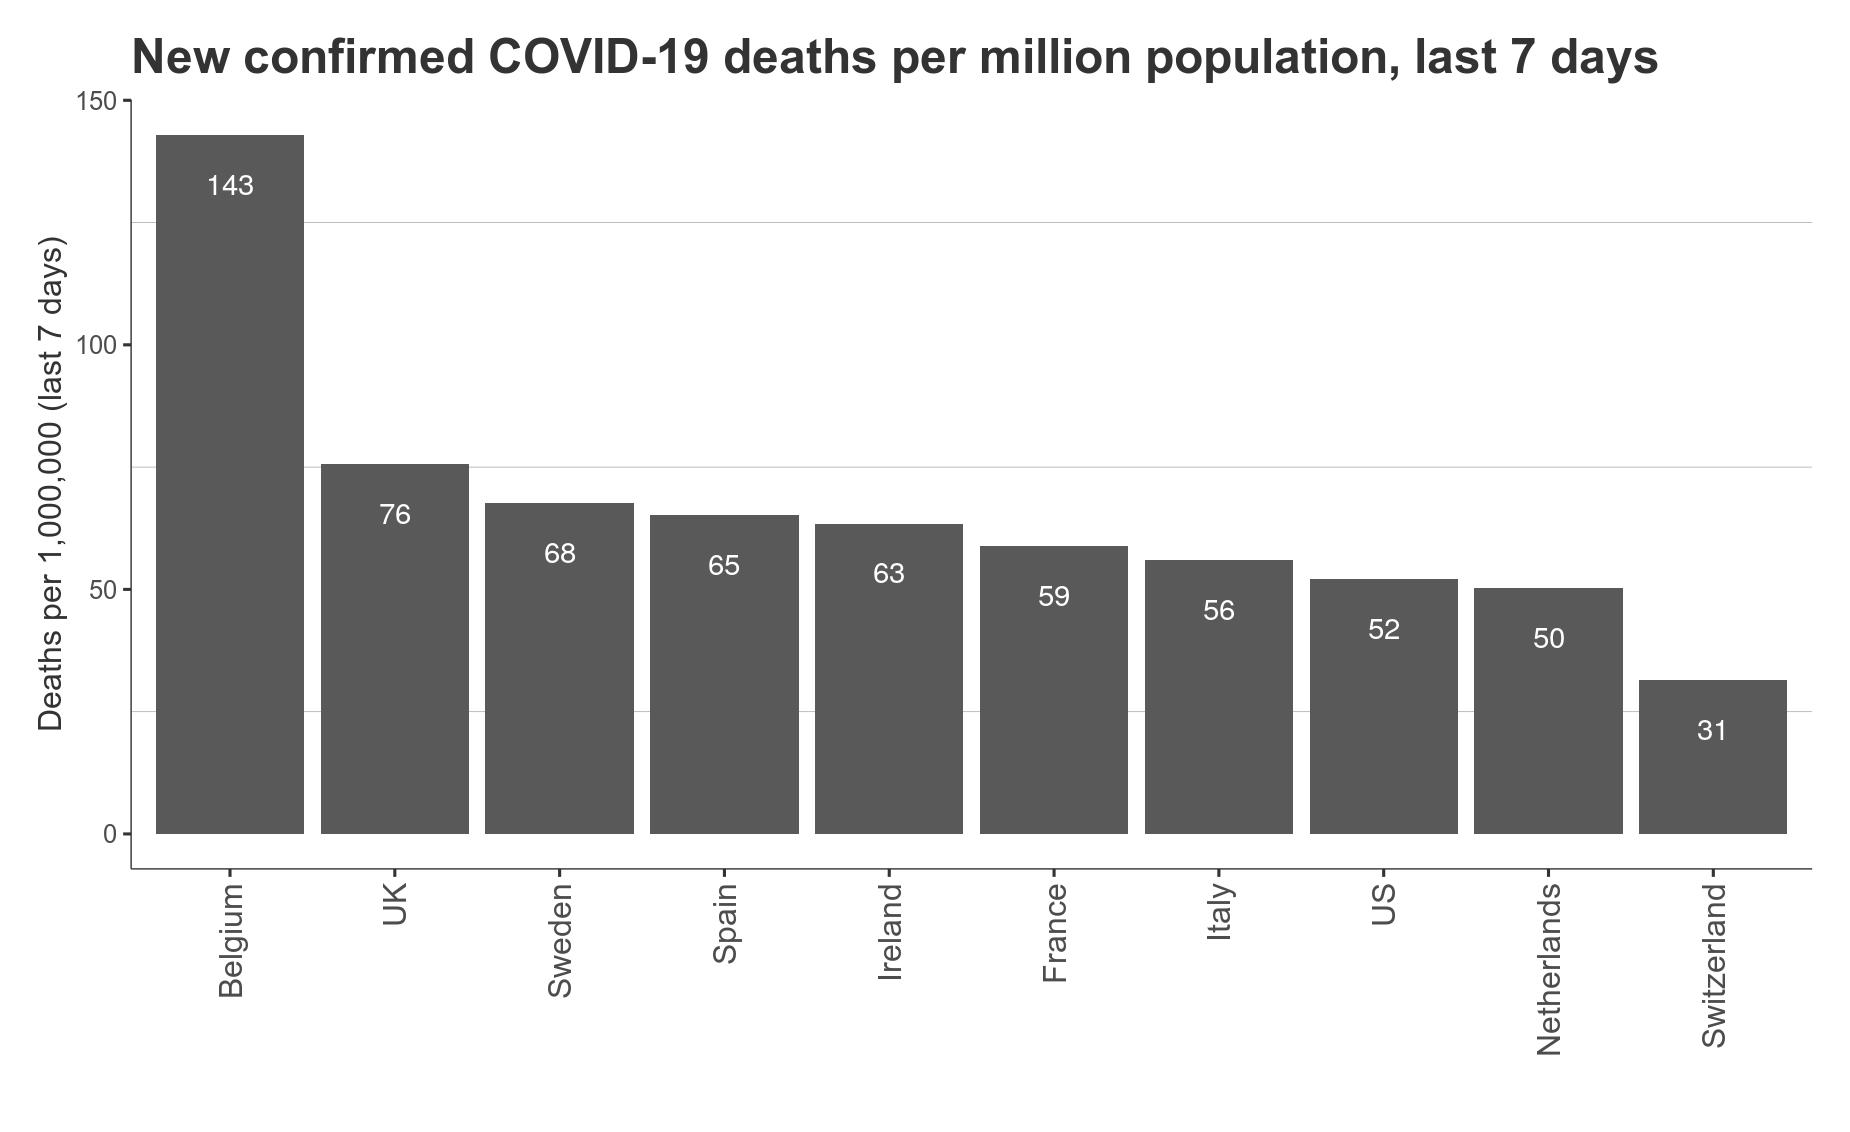 New confirmed COVID-19 deaths per million population, last 7 days
Deaths per 1,000,000 (last 7 days)
150
100
50
0
143
76
68
65
63
59
56
52
50
31
Belgium
UK
Sweden
Spain
Ireland
France
Italy
US
Netherlands
Switzerland